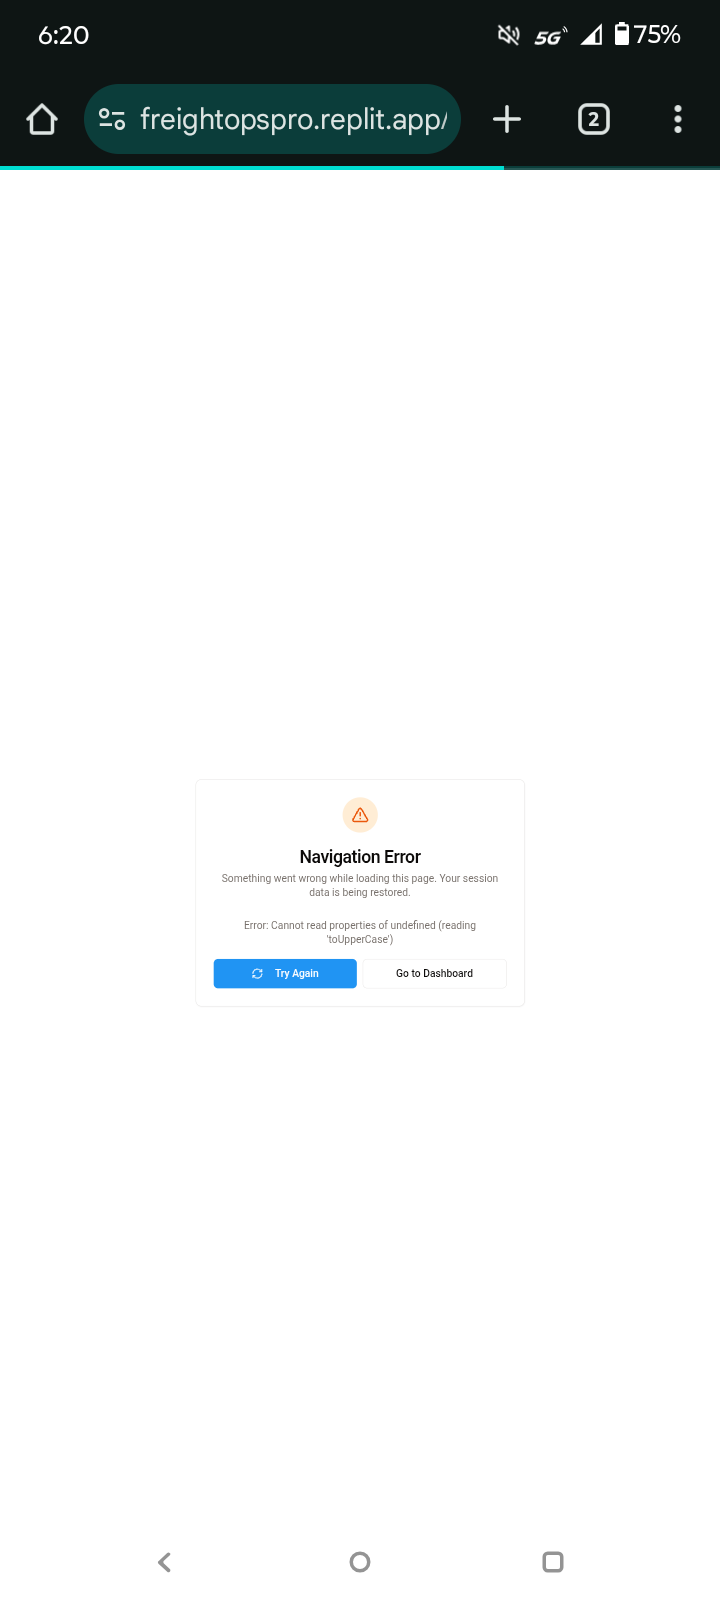 6:20
5G
75%
freightopspro.replit.app/
2
Navigation Error
Something went wrong while loading this page. Your session
data is being restored.
Error: Cannot read properties of undefined (reading
'toUpperCase')
Try Again
Go to Dashboard